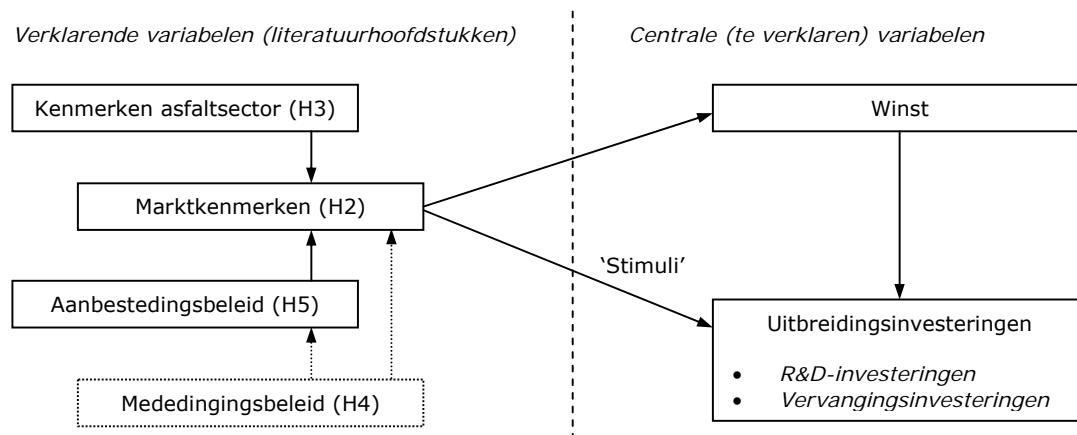 Verklarende variabelen (literatuurhoofdstukken)
Centrale (te verklaren) variabelen
Kenmerken asfaltsector (H3)
Winst
Marktkenmerken (H2)
‘Stimuli’
Aanbestedingsbeleid (H5)
Uitbreidingsinvesteringen
• R&D-investeringen
• Vervangingsinvesteringen
Mededingingsbeleid (H4)